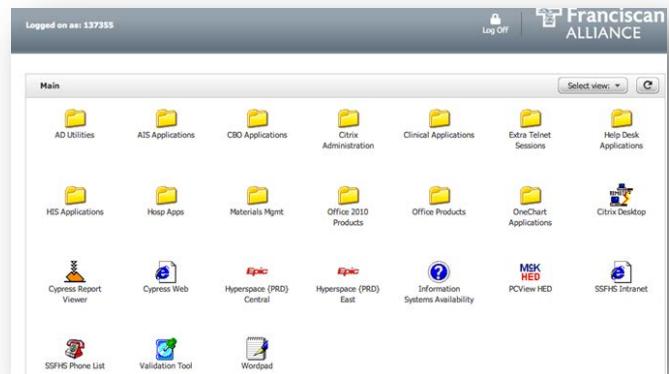 Logged on as: 137355
Log Off
Franciscan
ALLIANCE
Main
Select view:
AD Utilities
AIS Applications
CBO Applications
Citrix
Administration
Clinical Applications
Extra Telnet
Sessions
Help Desk
Applications
HIS Applications
Hosp Apps
Materials Mgmt
Office 2010
Products
Office Products
OneChart
Applications
Citrix Desktop
Cypress Report
Viewer
Cypress Web
Epic
Hyperspace {PRD}
Central
Epic
Hyperspace {PRD}
East
Information
Systems Availability
McK
HED
PCView HED
SSFHS Intranet
SSFHS Phone List
Validation Tool
Wordpad